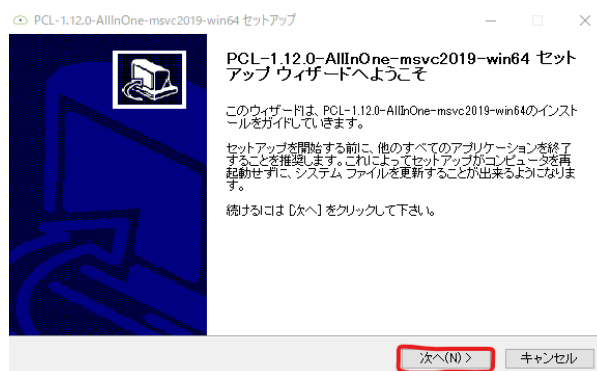 PCL-1.12.0-AllInOne-msvc2019-win64 セットアップ
PCL-1.12.0-AllInOne-msvc2019-win64 セット
アップ ウィザードへようこそ
このウィザードは、PCL-1.12.0-AllInOne-msvc2019-win64のインスト
ールをガイドしていきます。
セットアップを開始する前に、他のすべてのアプリケーションを終了
することを推奨します。これによってセットアップがコンピュータを再
起動せずに、システム ファイルを更新することが出来るようになりま
す。
続けるには [次へ] をクリックして下さい。
次へ(N) >
キャンセル